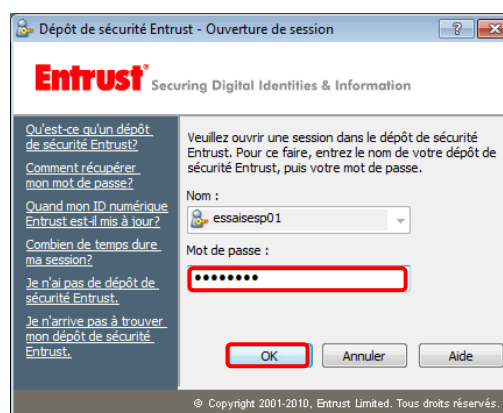 Dépôt de sécurité Entrust - Ouverture de session
Entrust® Securing Digital Identities & Information
Qu'est-ce qu'un dépôt
de sécurité Entrust?
Comment récupérer
mon mot de passe?
Quand mon ID numérique
Entrust est-il mis à jour?
Combien de temps dure
ma session?
Je n'ai pas de dépôt de
sécurité Entrust.
Je n'arrive pas à trouver
mon dépôt de sécurité
Entrust.
Veuillez ouvrir une session dans le dépôt de sécurité
Entrust. Pour ce faire, entrez le nom de votre dépôt de
sécurité Entrust, puis votre mot de passe.
Nom :
essaisesp01
Mot de passe :
••••••••
OK Annuler Aide
© Copyright 2001-2010, Entrust Limited. Tous droits réservés.